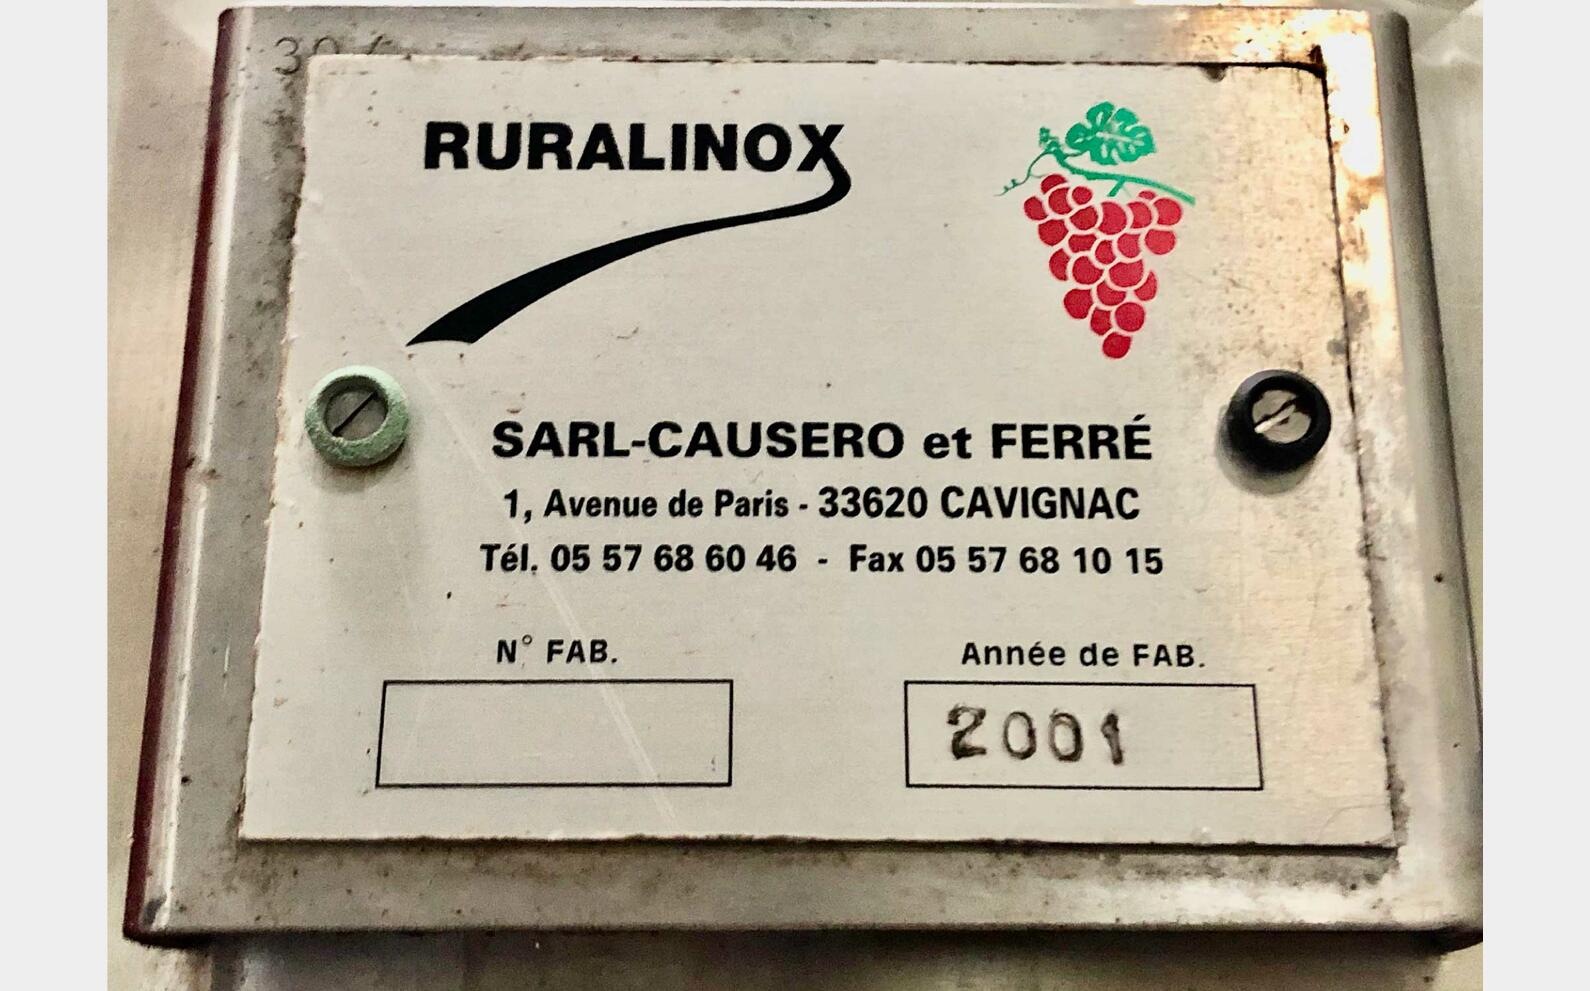 304
RURALINOX
SARL-CAUSERO et FERRÉ
1, Avenue de Paris - 33620 CAVIGNAC
Tél. 05 57 68 60 46 - Fax 05 57 68 10 15
N° FAB. Année de FAB.
2001